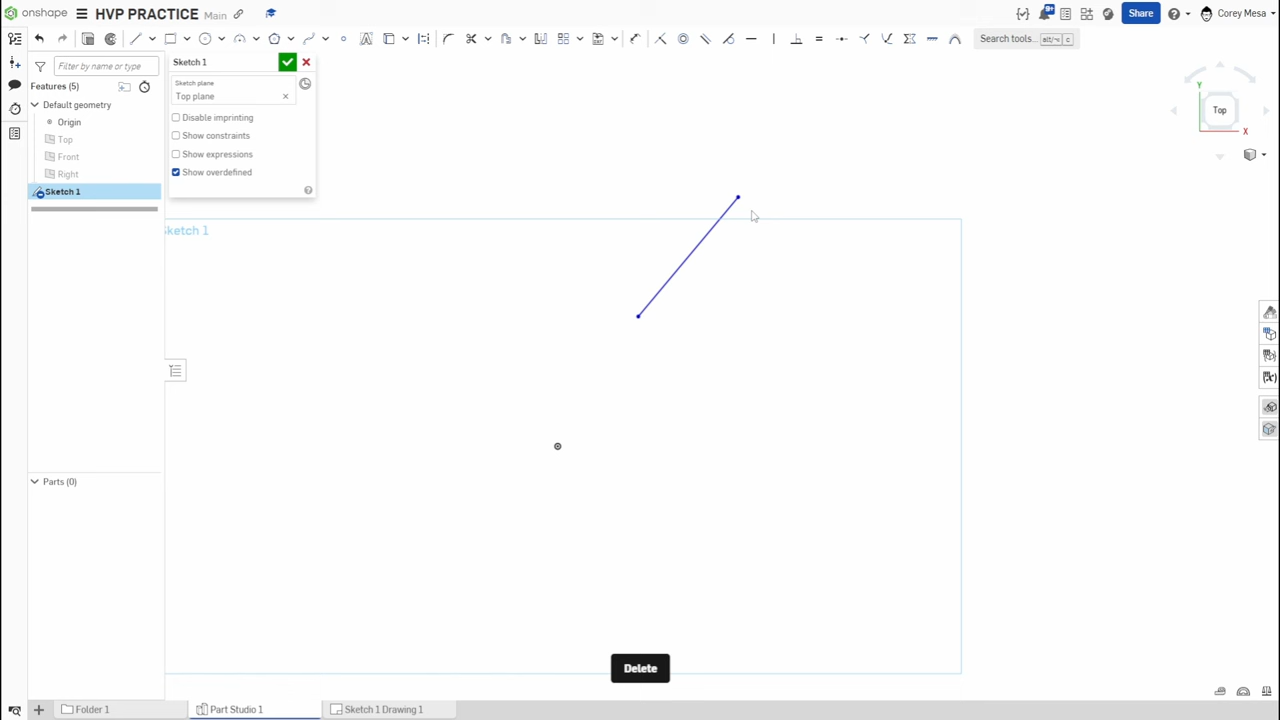 onshape
HVP PRACTICE
Main
9+
Share
Corey Mesa
Search tools...
alt/⌥
c
Filter by name or type
Features (5)
Default geometry
Origin
Top
Front
Right
Sketch 1
Sketch 1
Sketch plane
Top plane
Disable imprinting
Show constraints
Show expressions
Show overdefined
Sketch 1
Y
Top
X
Parts (0)
Delete
Folder 1
Part Studio 1
Sketch 1 Drawing 1